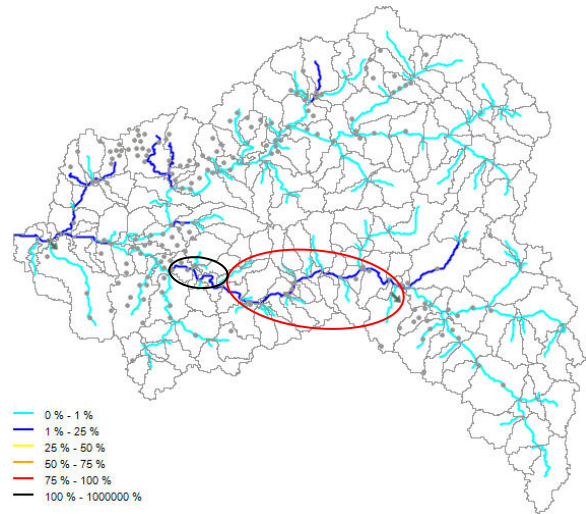 0 % - 1 %
1 % - 25 %
25 % - 50 %
50 % - 75 %
75 % - 100 %
100 % - 1000000 %